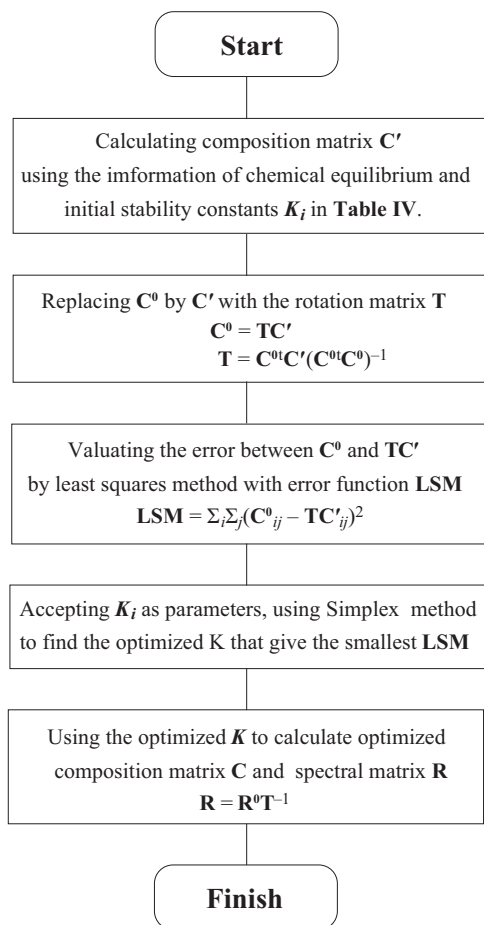 Start
Calculating composition matrix C′
using the imformation of chemical equilibrium and
initial stability constants Kᵢ in Table IV.
Replacing C⁰ by C′ with the rotation matrix T
C⁰ = TC′
T = C⁰ᵗC′(C⁰ᵗC⁰)⁻¹
Valuating the error between C⁰ and TC′
by least squares method with error function LSM
LSM = ΣᵢΣⱼ(C⁰ᵢⱼ – TC′ᵢⱼ)²
Accepting Kᵢ as parameters, using Simplex method
to find the optimized K that give the smallest LSM
Using the optimized K to calculate optimized
composition matrix C and spectral matrix R
R = R⁰T⁻¹
Finish